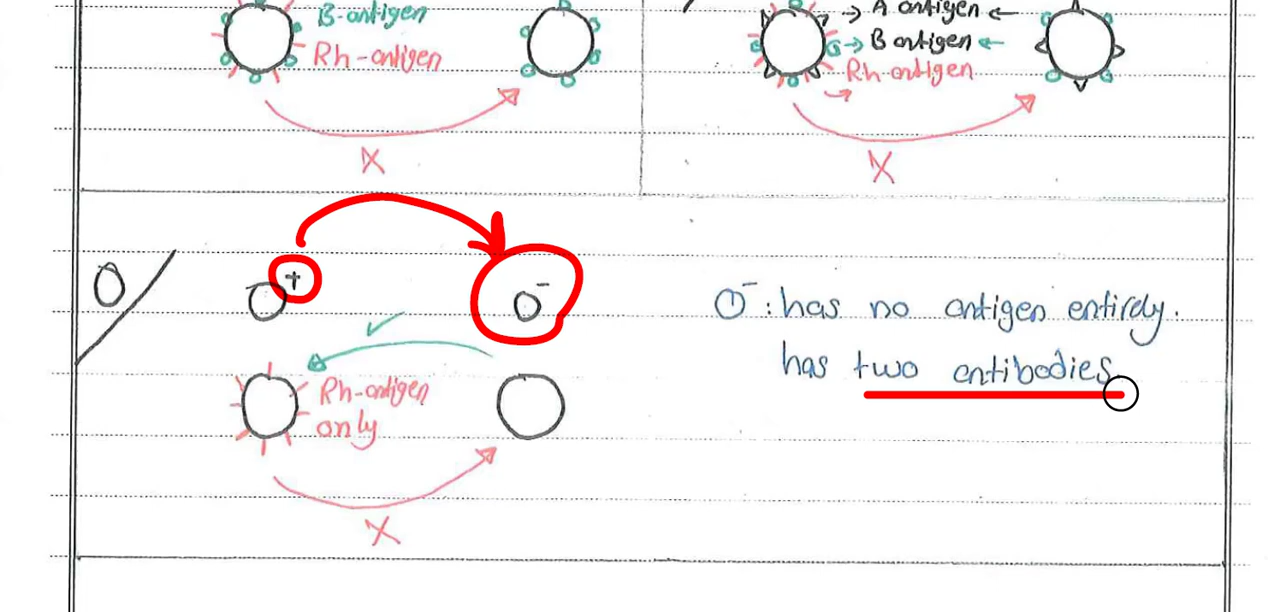 B-antigen
Rh-antigen
→ A antigen ←
→ B antigen ←
Rh-antigen
→
X
X
O
O+
O-
✓
Rh-antigen
only
X
O-: has no antigen entirely.
has two antibodies